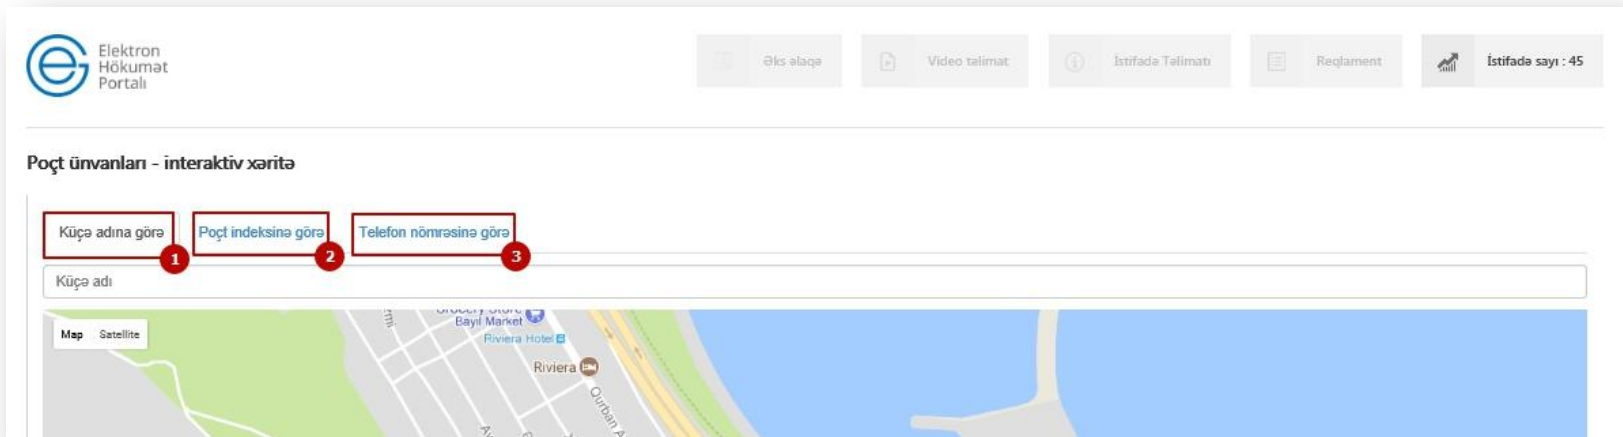 Elektron
Hökumət
Portalı
Əks əlaqə
Video təlimat
İstifadə Təlimatı
Reqlament
İstifadə sayı : 45
Poçt ünvanları - interaktiv xəritə
Küçə adına görə
1
Poçt indeksinə görə
2
Telefon nömrəsinə görə
3
Küçə adı
Map
Satellite
Grocery Store
Bayil Market
Riviera Hotel
Riviera
Qurban